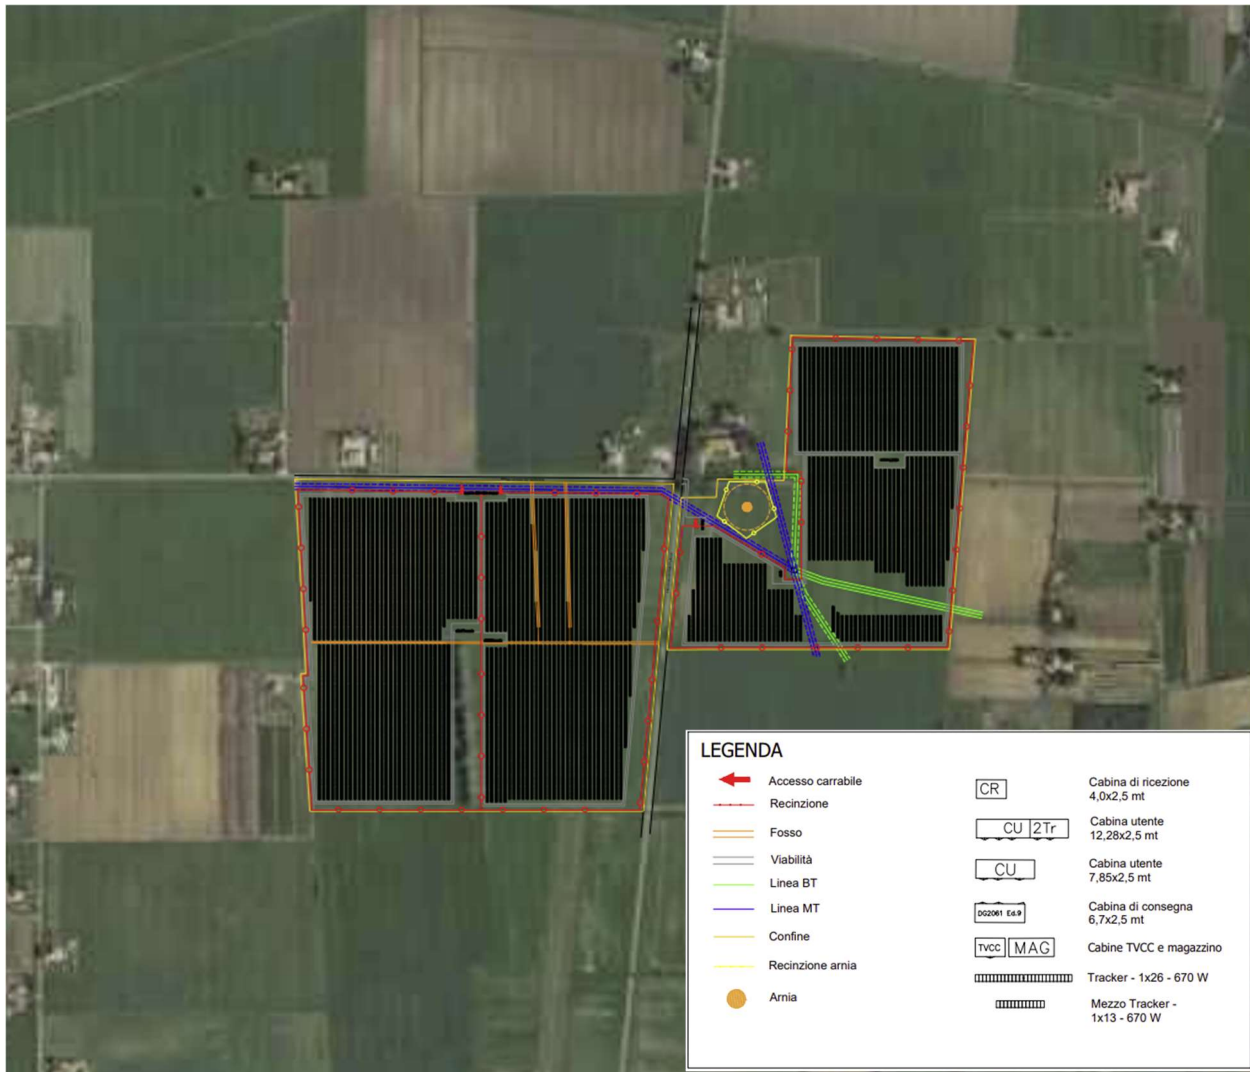 LEGENDA
Accesso carrabile
Recinzione
Fosso
Viabilità
Linea BT
Linea MT
Confine
Recinzione arnia
Arnia
CR
Cabina di ricezione
4,0x2,5 mt
CU 2Tr
Cabina utente
12,28x2,5 mt
CU
Cabina utente
7,85x2,5 mt
DG2061 Ed.9
Cabina di consegna
6,7x2,5 mt
TVCC MAG
Cabine TVCC e magazzino
Tracker - 1x26 - 670 W
Mezzo Tracker -
1x13 - 670 W